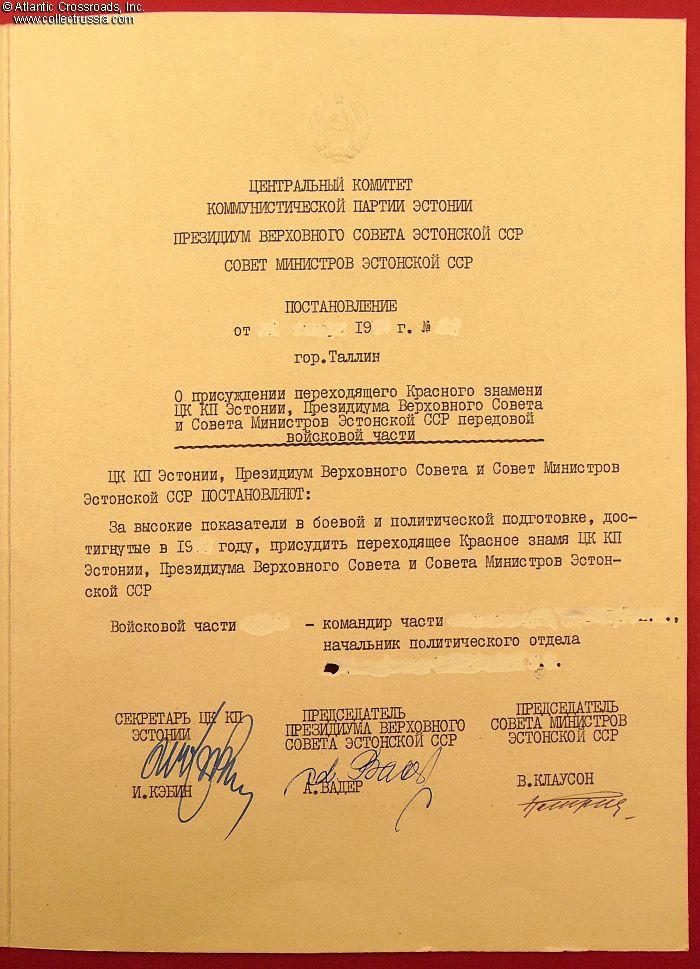 © Atlantic Crossroads, Inc.
www.collectrussia.com
ЦЕНТРАЛЬНЫЙ КОМИТЕТ
КОММУНИСТИЧЕСКОЙ ПАРТИИ ЭСТОНИИ
ПРЕЗИДИУМ ВЕРХОВНОГО СОВЕТА ЭСТОНСКОЙ ССР
СОВЕТ МИНИСТРОВ ЭСТОНСКОЙ ССР
ПОСТАНОВЛЕНИЕ
от 19 г. №
гор.Таллин
О присуждении переходящего Красного знамени
ЦК КП Эстонии, Президиума Верховного Совета
и Совета Министров Эстонской ССР передовой
войсковой части
ЦК КП Эстонии, Президиум Верховного Совета и Совет Министров
Эстонской ССР ПОСТАНОВЛЯЮТ:
За высокие показатели в боевой и политической подготовке, дос-
тигнутые в 19 году, присудить переходящее Красное знамя ЦК КП
Эстонии, Президиума Верховного Совета и Совета Министров Эстон-
ской ССР
Войсковой части - командир части
начальник политического отдела
СЕКРЕТАРЬ ЦК КП
ЭСТОНИИ
И.КЭБИН
ПРЕДСЕДАТЕЛЬ
ПРЕЗИДИУМА ВЕРХОВНОГО
СОВЕТА ЭСТОНСКОЙ ССР
А.ВАДЕР
ПРЕДСЕДАТЕЛЬ
СОВЕТА МИНИСТРОВ
ЭСТОНСКОЙ ССР
В.КЛАУСОН